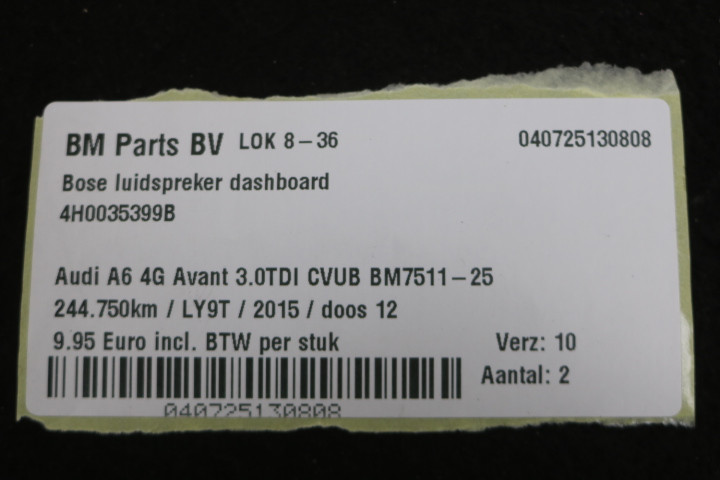 BM Parts BV LOK 8-36 040725130808
Bose luidspreker dashboard
4H0035399B
Audi A6 4G Avant 3.0TDI CVUB BM7511-25
244.750km / LY9T / 2015 / doos 12
9.95 Euro incl. BTW per stuk Verz: 10
Aantal: 2
040725130808